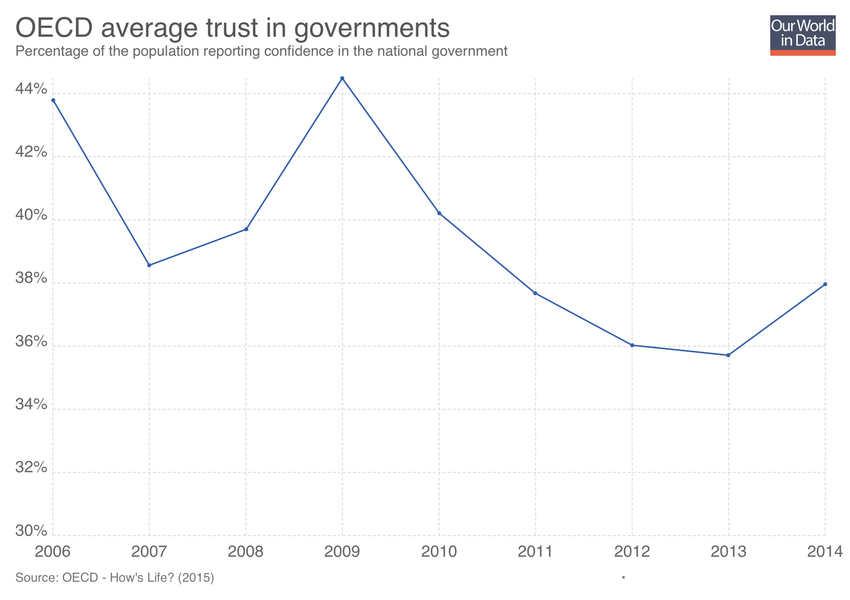 OECD average trust in governments
Percentage of the population reporting confidence in the national government
Our World
in Data
44%
42%
40%
38%
36%
34%
32%
30%
2006 2007 2008 2009 2010 2011 2012 2013 2014
Source: OECD - How's Life? (2015)